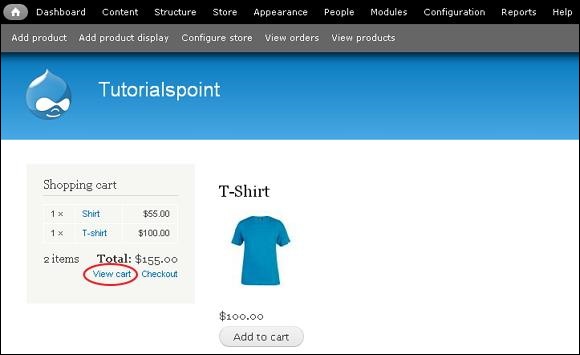 Dashboard Content Structure Store Appearance People Modules Configuration Reports Help
Add product Add product display Configure store View orders View products
Tutorialspoint
Shopping cart
1 × Shirt $55.00
1 × T-shirt $100.00
2 items Total: $155.00
View cart Checkout
T-Shirt
$100.00
Add to cart